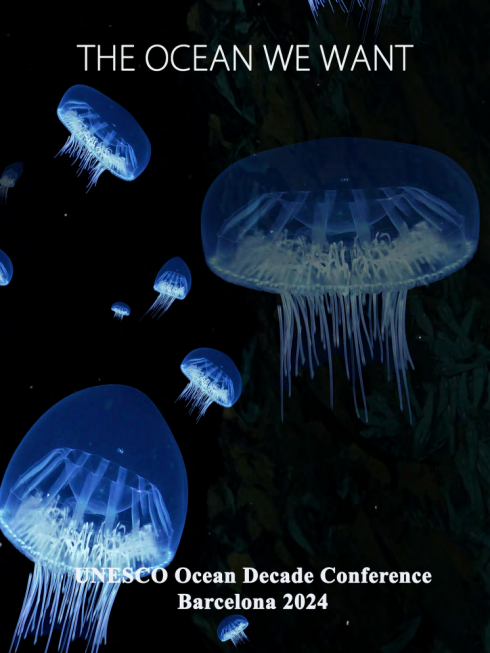 THE OCEAN WE WANT
UNESCO Ocean Decade Conference
Barcelona 2024